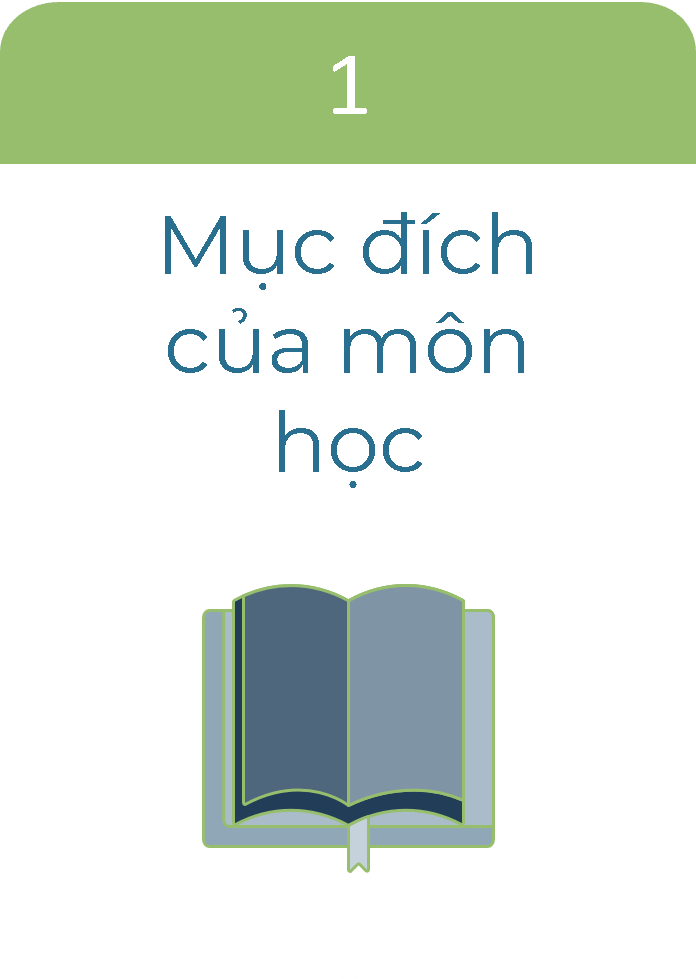 1
Mục đích
của môn
học